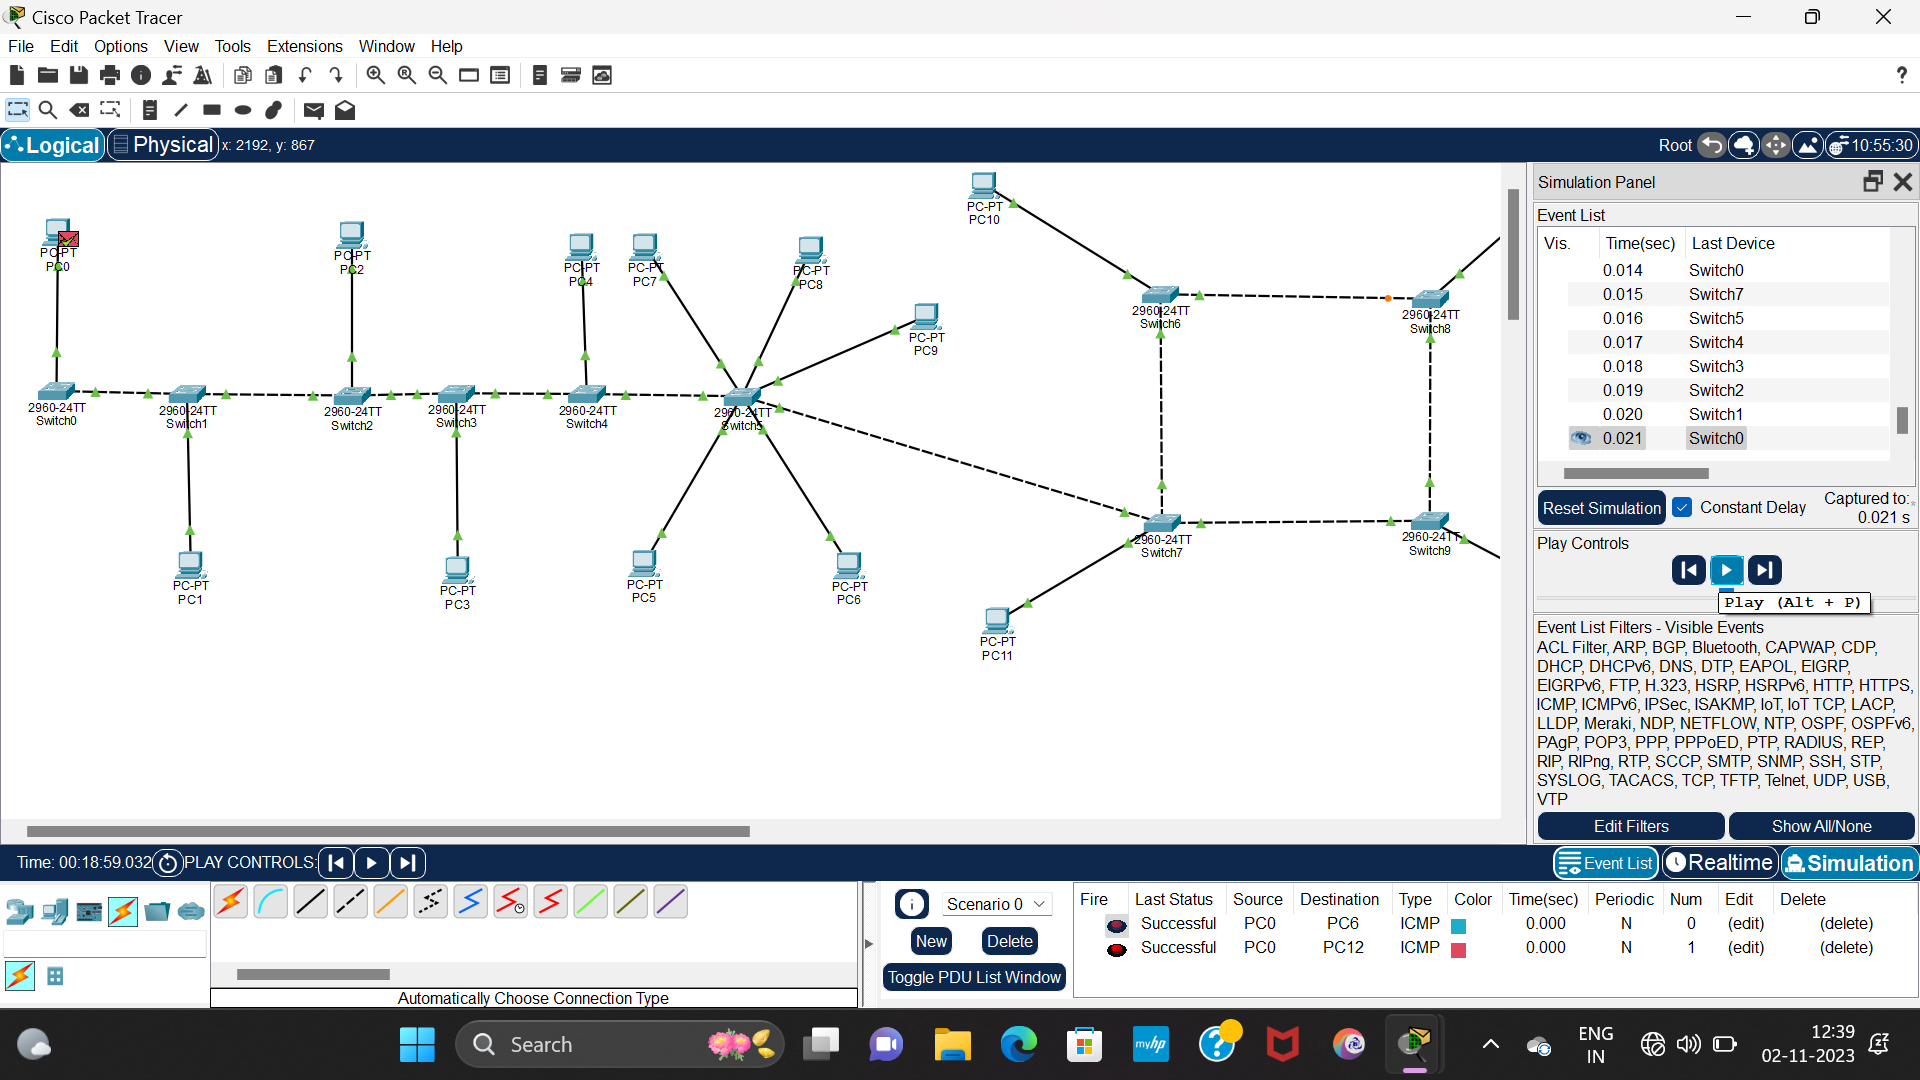 Cisco Packet Tracer
File Edit Options View Tools Extensions Window Help
Logical Physical x: 2192, y: 867 Root 10:55:30
PC-PT
PC0
PC-PT
PC2
PC-PT
PC4
PC-PT
PC7
PC-PT
PC8
PC-PT
PC9
PC-PT
PC10
2960-24TT
Switch6
2960-24TT
Switch8
2960-24TT
Switch0
2960-24TT
Switch1
2960-24TT
Switch2
2960-24TT
Switch3
2960-24TT
Switch4
2960-24TT
Switch5
2960-24TT
Switch7
2960-24TT
Switch9
PC-PT
PC1
PC-PT
PC3
PC-PT
PC5
PC-PT
PC6
PC-PT
PC11
Simulation Panel
Event List
Vis. Time(sec) Last Device
0.014 Switch0
0.015 Switch7
0.016 Switch5
0.017 Switch4
0.018 Switch3
0.019 Switch2
0.020 Switch1
0.021 Switch0
Reset Simulation Constant Delay Captured to:
0.021 s
Play Controls
Play (Alt + P)
Event List Filters - Visible Events
ACL Filter, ARP, BGP, Bluetooth, CAPWAP, CDP,
DHCP, DHCPv6, DNS, DTP, EAPOL, EIGRP,
EIGRPv6, FTP, H.323, HSRP, HSRPv6, HTTP, HTTPS,
ICMP, ICMPv6, IPSec, ISAKMP, IoT, IoT TCP, LACP,
LLDP, Meraki, NDP, NETFLOW, NTP, OSPF, OSPFv6,
PAgP, POP3, PPP, PPPoED, PTP, RADIUS, REP,
RIP, RIPng, RTP, SCCP, SMTP, SNMP, SSH, STP,
SYSLOG, TACACS, TCP, TFTP, Telnet, UDP, USB,
VTP
Edit Filters Show All/None
Time: 00:18:59.032 PLAY CONTROLS: Event List Realtime Simulation
Automatically Choose Connection Type
Scenario 0
New Delete
Toggle PDU List Window
Fire Last Status Source Destination Type Color Time(sec) Periodic Num Edit Delete
Successful PC0 PC6 ICMP 0.000 N 0 (edit) (delete)
Successful PC0 PC12 ICMP 0.000 N 1 (edit) (delete)
Search
myhp
ENG
IN
12:39
02-11-2023